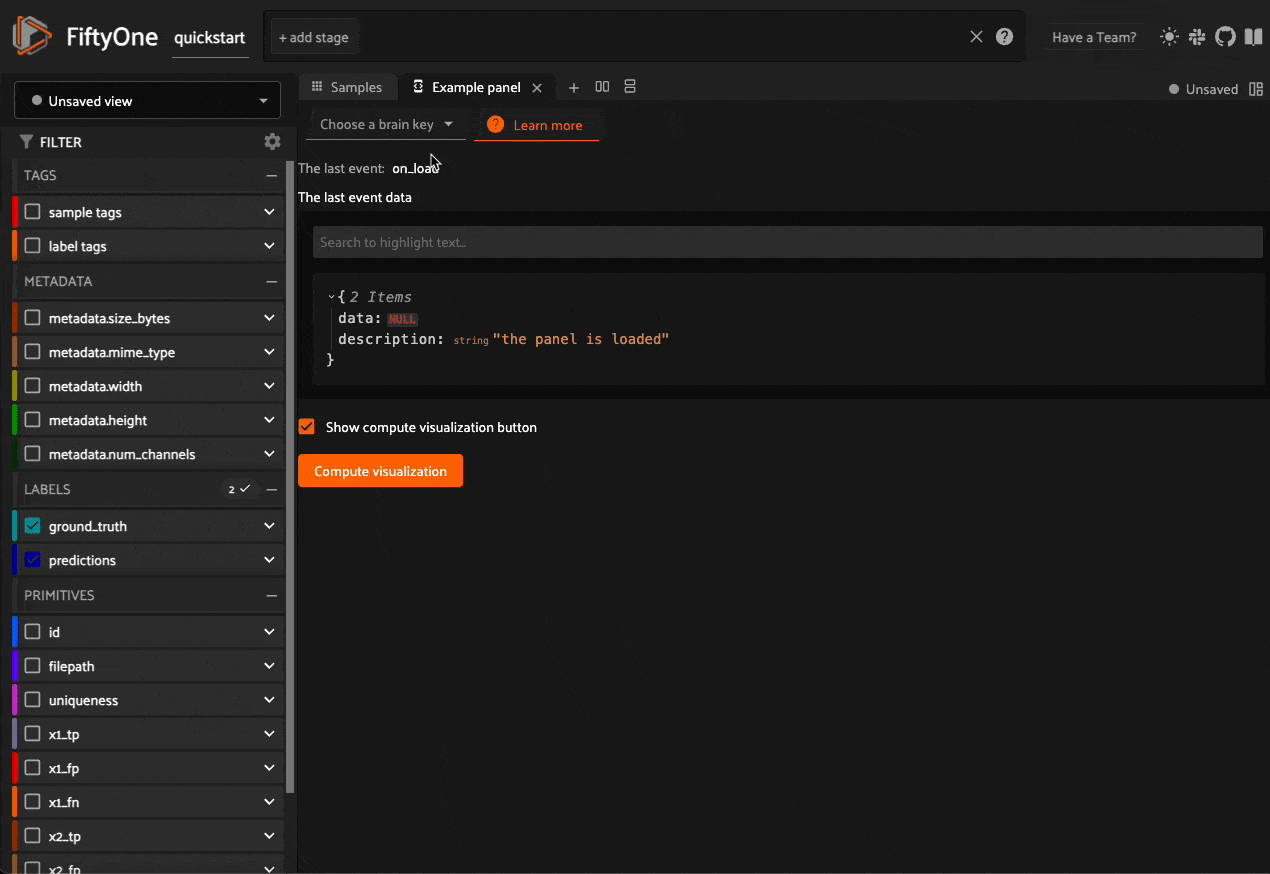 FiftyOne quickstart + add stage Have a Team?
Unsaved view
Samples Example panel Unsaved
Choose a brain key Learn more
FILTER
TAGS
sample tags
label tags
METADATA
metadata.size_bytes
metadata.mime_type
metadata.width
metadata.height
metadata.num_channels
LABELS 2
ground_truth
predictions
PRIMITIVES
id
filepath
uniqueness
x1_tp
x1_fp
x1_fn
x2_tp
x2_fp
The last event: on_load
The last event data
Search to highlight text...
{ 2 Items
data: NULL
description: string "the panel is loaded"
}
Show compute visualization button
Compute visualization